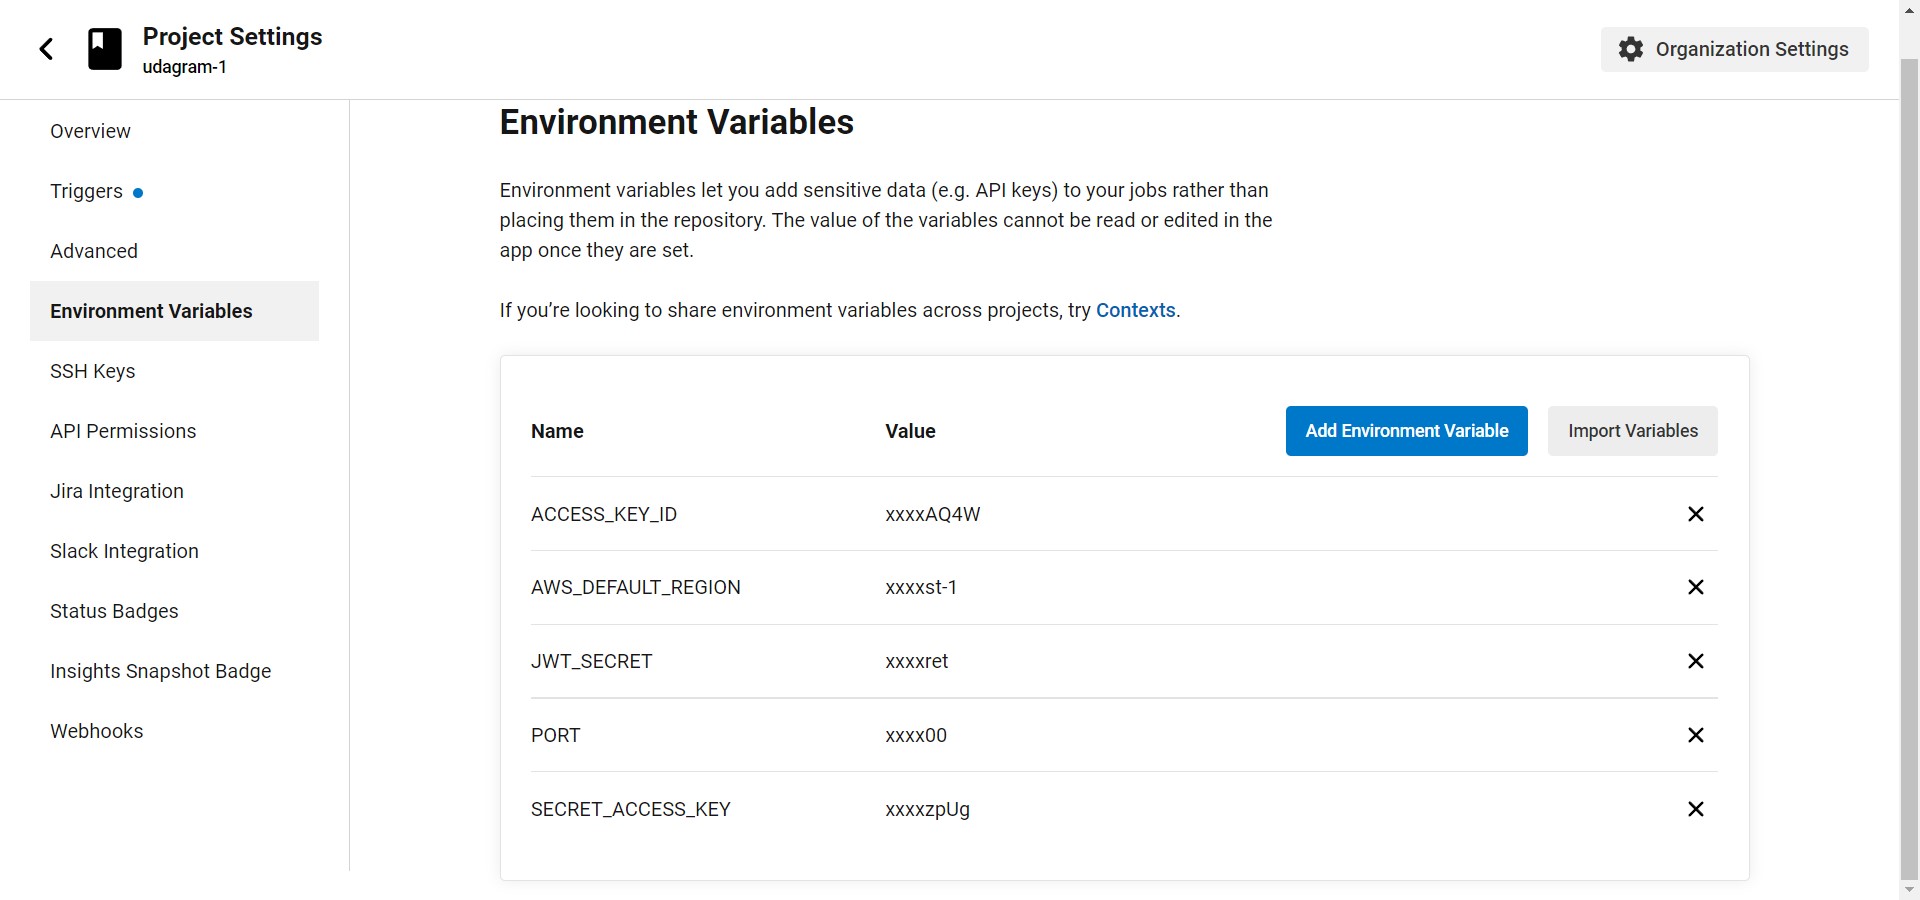 Project Settings
udagram-1
Organization Settings
Overview
Triggers
Advanced
Environment Variables
SSH Keys
API Permissions
Jira Integration
Slack Integration
Status Badges
Insights Snapshot Badge
Webhooks
Environment Variables
Environment variables let you add sensitive data (e.g. API keys) to your jobs rather than
placing them in the repository. The value of the variables cannot be read or edited in the
app once they are set.
If you’re looking to share environment variables across projects, try Contexts.
Name Value Add Environment Variable Import Variables
ACCESS_KEY_ID xxxxAQ4W
AWS_DEFAULT_REGION xxxxst-1
JWT_SECRET xxxxret
PORT xxxx00
SECRET_ACCESS_KEY xxxxzpUg